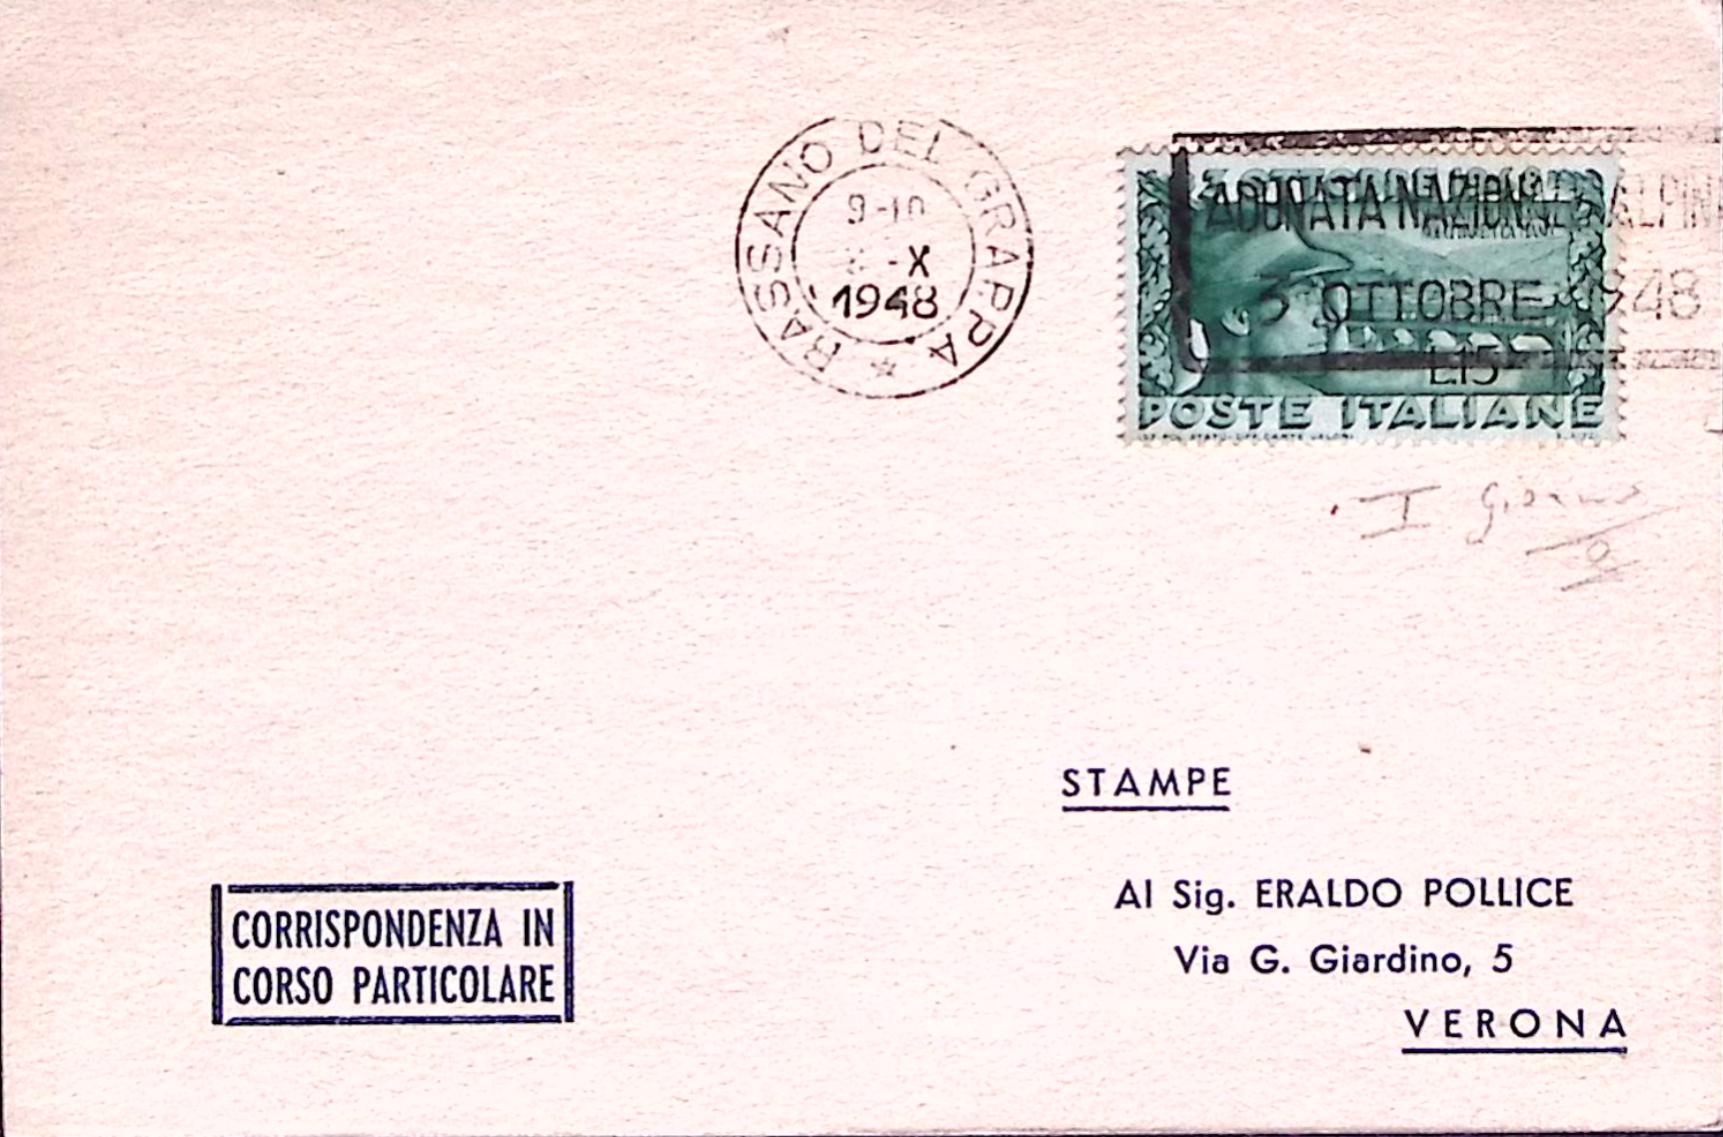 BASSANO DEL GRAPPA
9-10
-X
1948
ADUNATA NAZIONALE ALPINI
3 OTTOBRE 1948
L.15
POSTE ITALIANE
I Giorno
STAMPE
Al Sig. ERALDO POLLICE
Via G. Giardino, 5
VERONA
CORRISPONDENZA IN
CORSO PARTICOLARE